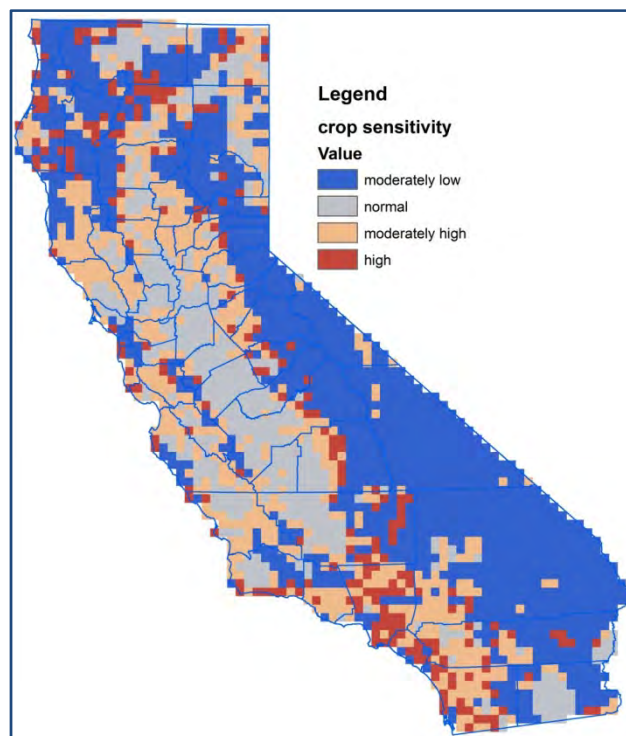 Legend
crop sensitivity
Value
moderately low
normal
moderately high
high